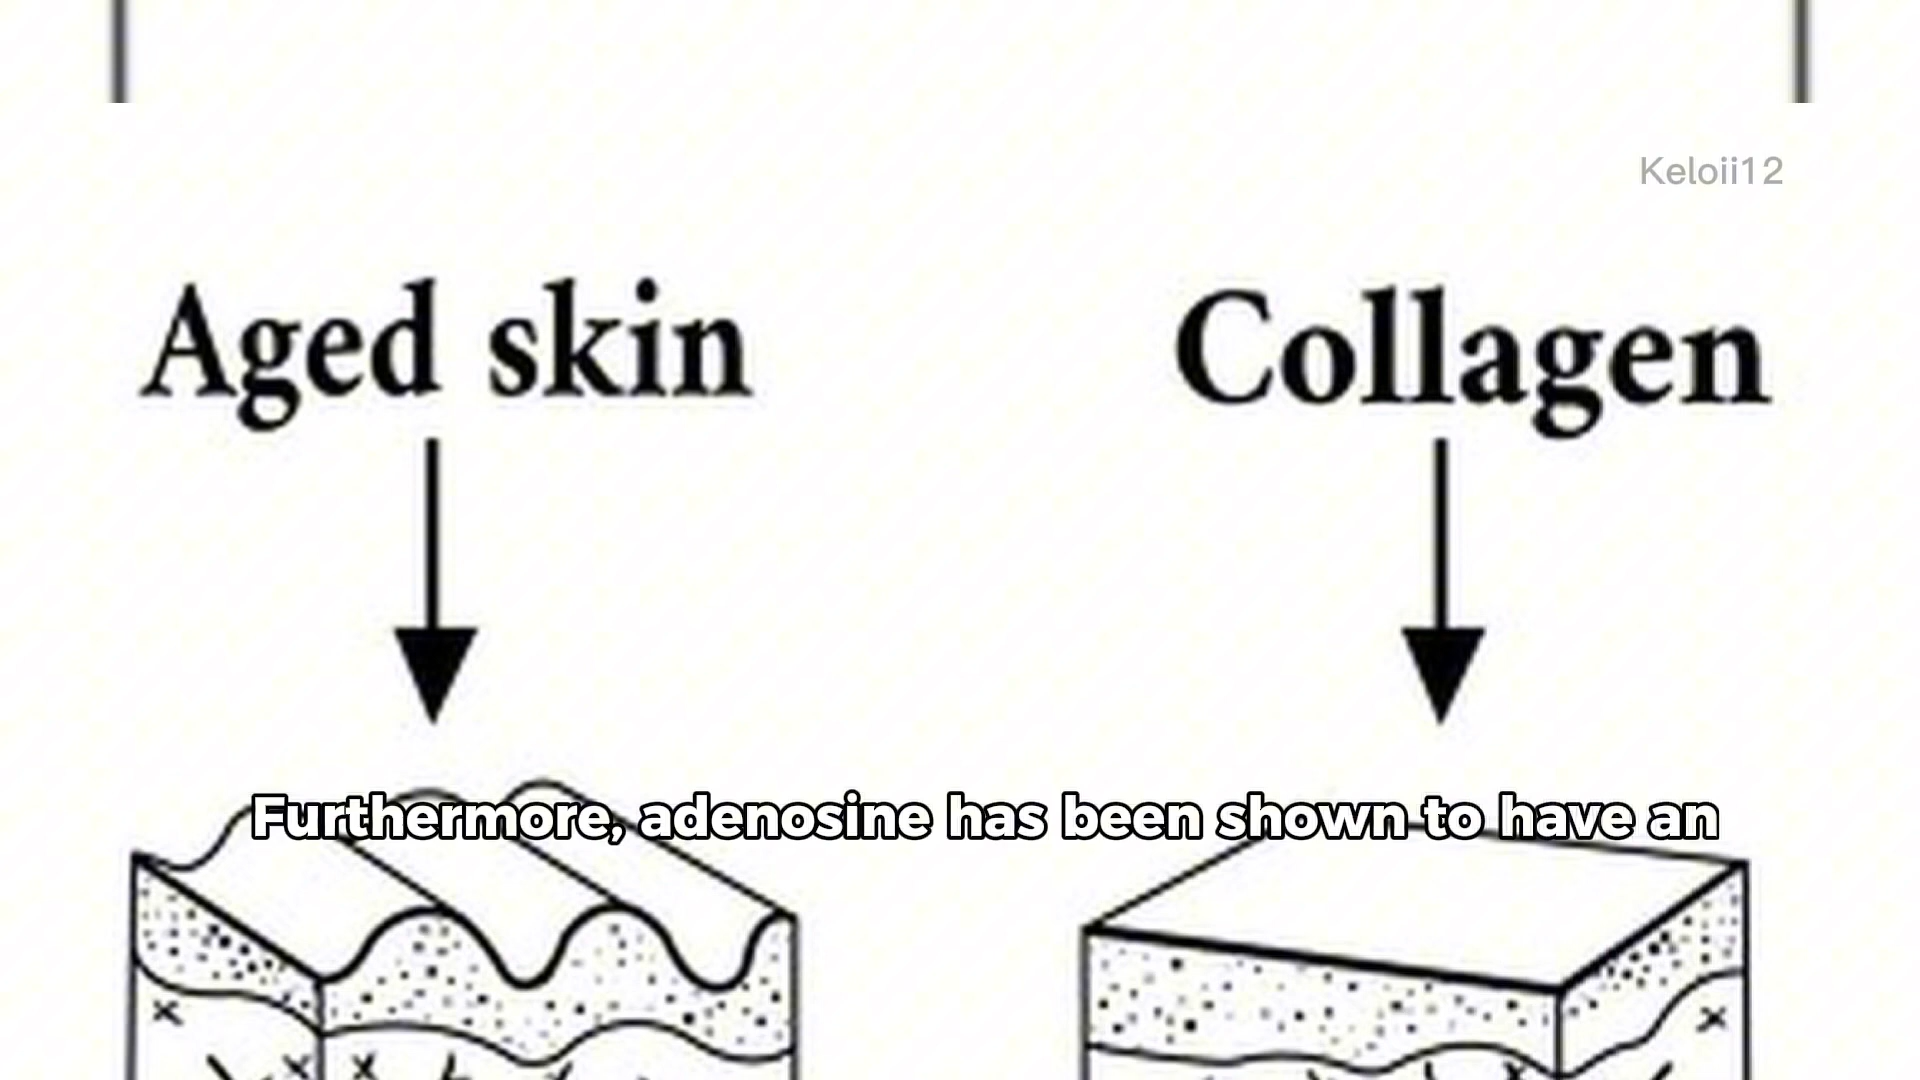 Keloii12
Aged skin
Collagen
Furthermore, adenosine has been shown to have an